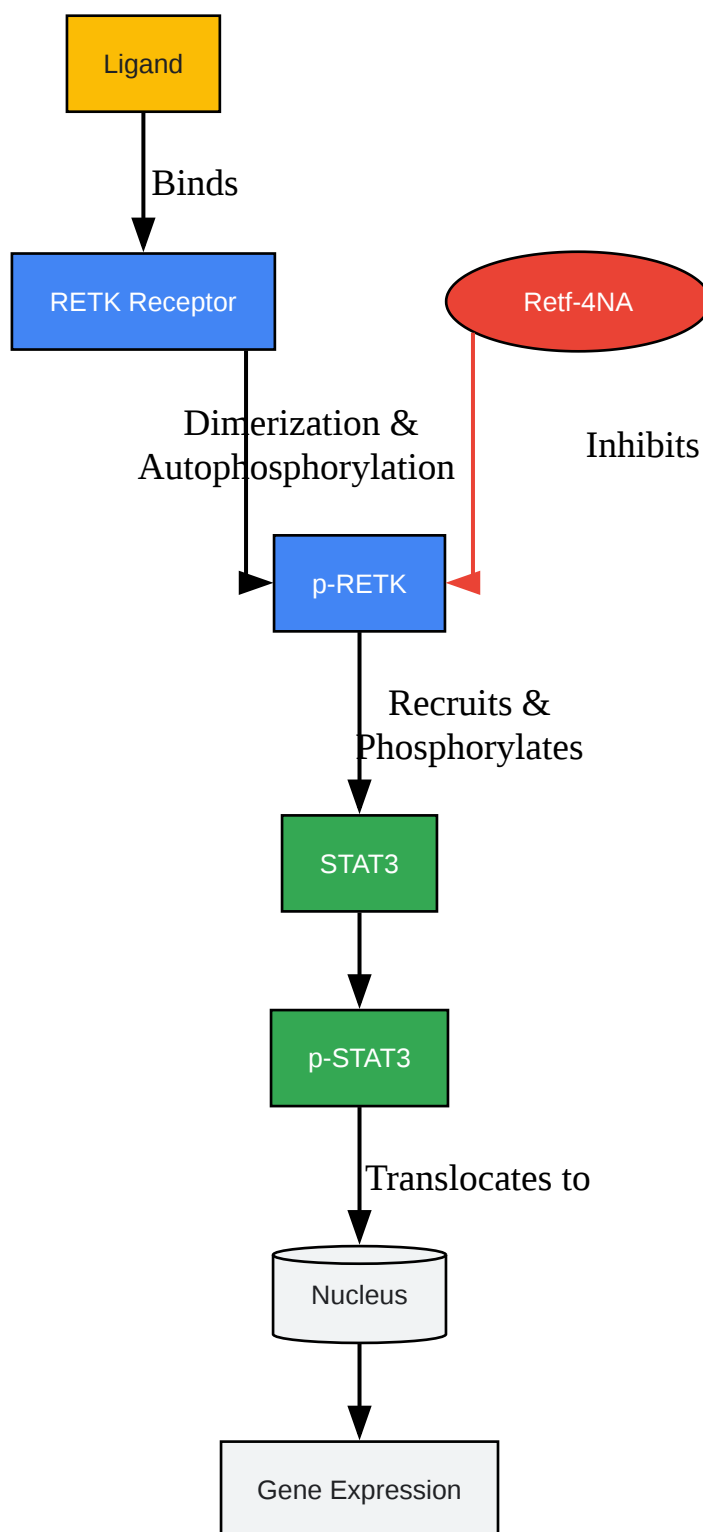 Ligand
Binds
RETK Receptor
Retf-4NA
Dimerization &
Autophosphorylation
Inhibits
p-RETK
Recruits &
Phosphorylates
STAT3
p-STAT3
Translocates to
Nucleus
Gene Expression